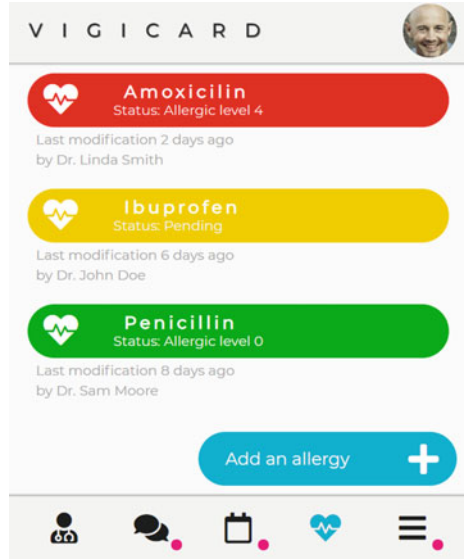 VIGICARD
Amoxicilin
Status: Allergic level 4
Last modification 2 days ago
by Dr. Linda Smith
Ibuprofen
Status: Pending
Last modification 6 days ago
by Dr. John Doe
Penicillin
Status: Allergic level 0
Last modification 8 days ago
by Dr. Sam Moore
Add an allergy